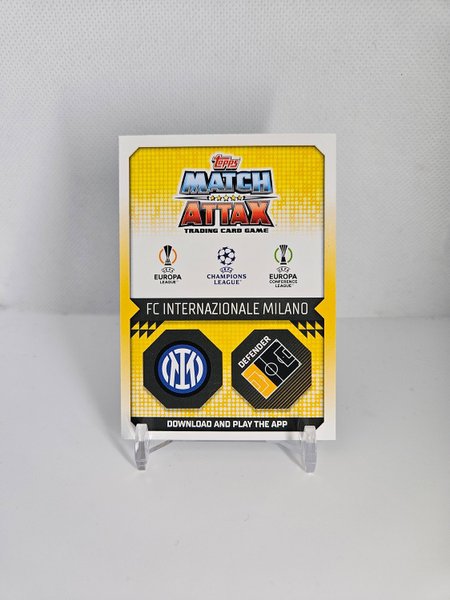 Topps
MATCH
ATTAX
TRADING CARD GAME
UEFA
EUROPA
LEAGUE
UEFA
CHAMPIONS
LEAGUE
UEFA
EUROPA
CONFERENCE
LEAGUE
FC INTERNAZIONALE MILANO
IM
DEFENDER
DOWNLOAD AND PLAY THE APP